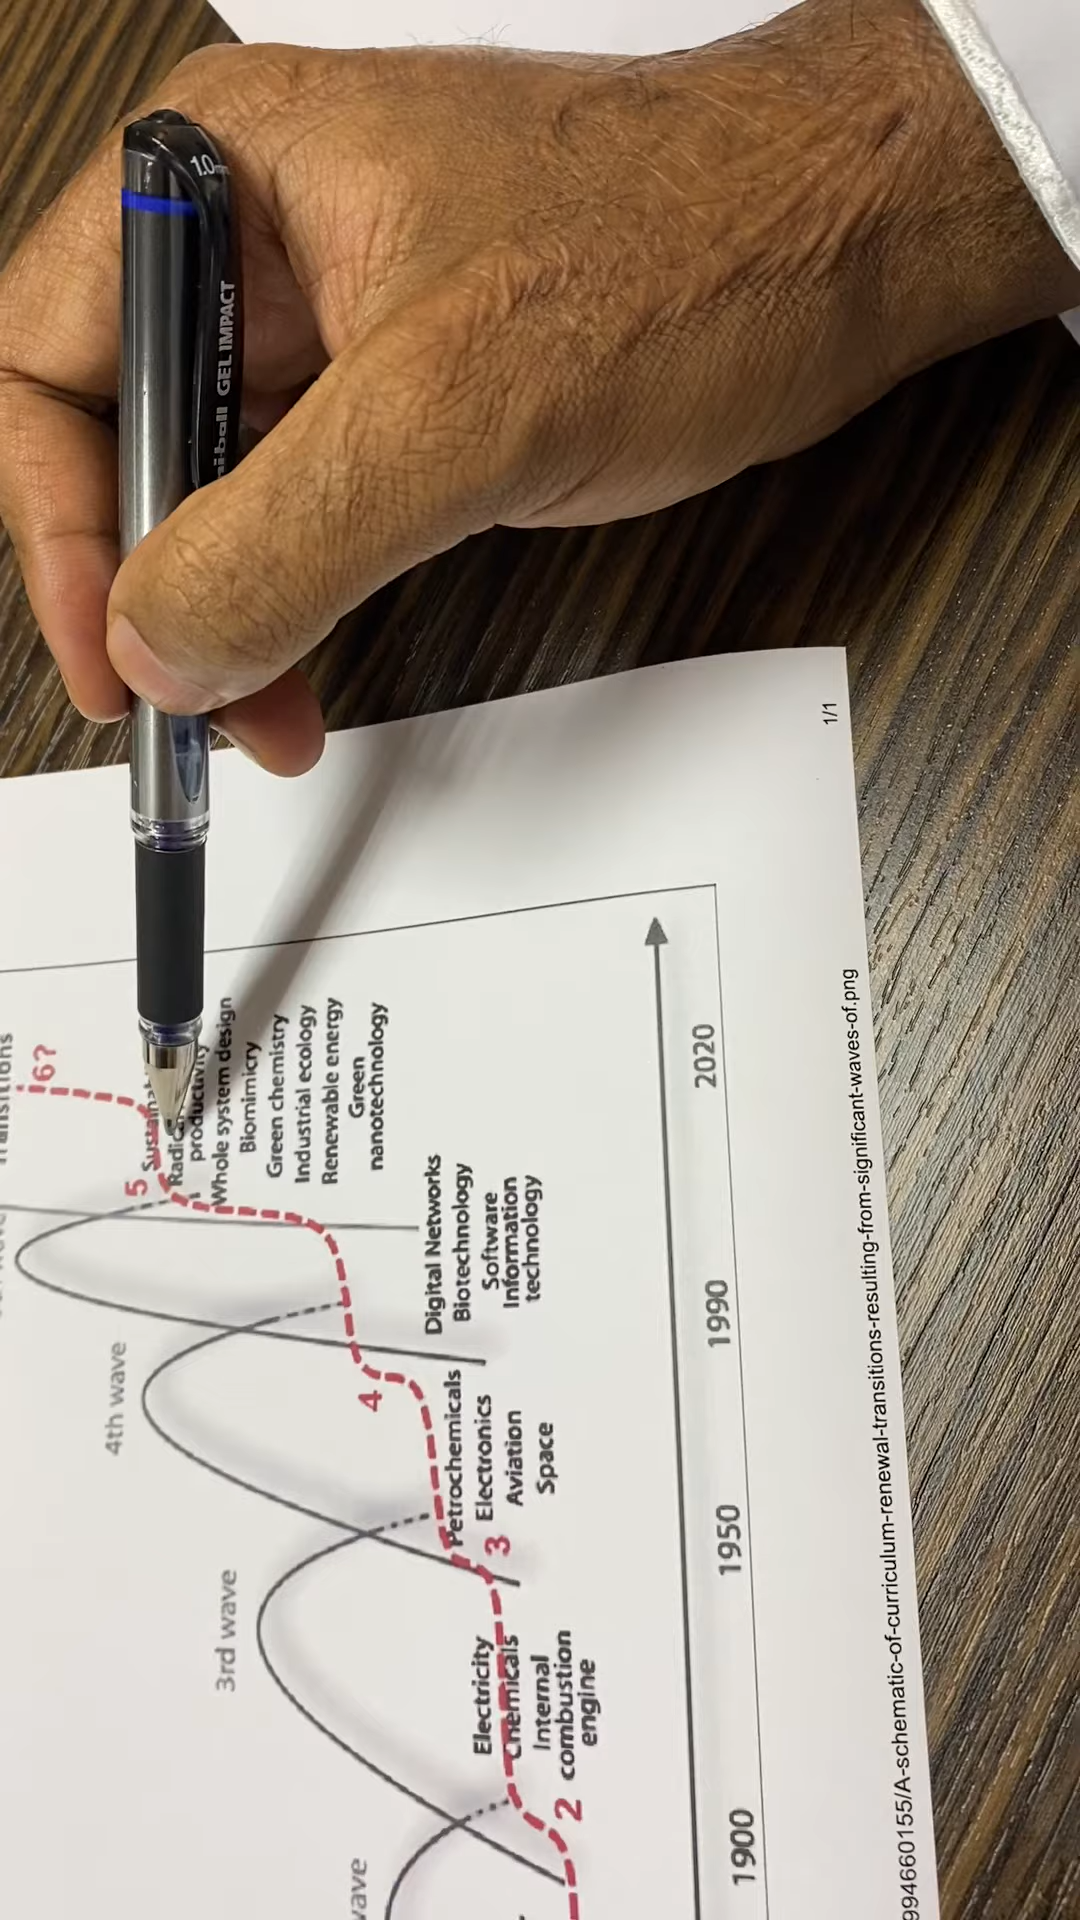 1.0
GEL IMPACT
6?
5
productivity
Whole system design
Biomimicry
Green chemistry
Industrial ecology
Renewable energy
Green
nanotechnology
Digital Networks
Biotechnology
Software
Information
technology
4th wave
4
Petrochemicals
Electronics
Aviation
Space
3rd wave
3
Electricity
Chemicals
Internal
combustion
engine
2
1900
1950
1990
2020
994660155/A-schematic-of-curriculum-renewal-transitions-resulting-from-significant-waves-of.png
1/1